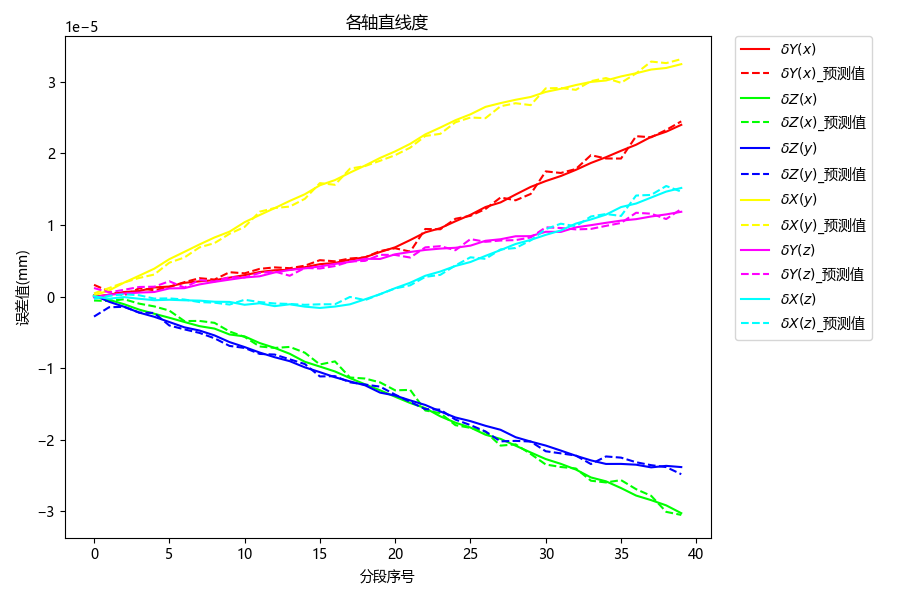 各轴直线度
1e−5
误差值(mm)
3
2
1
0
−1
−2
−3
0 5 10 15 20 25 30 35 40
分段序号
δY(x)
δY(x)_预测值
δZ(x)
δZ(x)_预测值
δZ(y)
δZ(y)_预测值
δX(y)
δX(y)_预测值
δY(z)
δY(z)_预测值
δX(z)
δX(z)_预测值